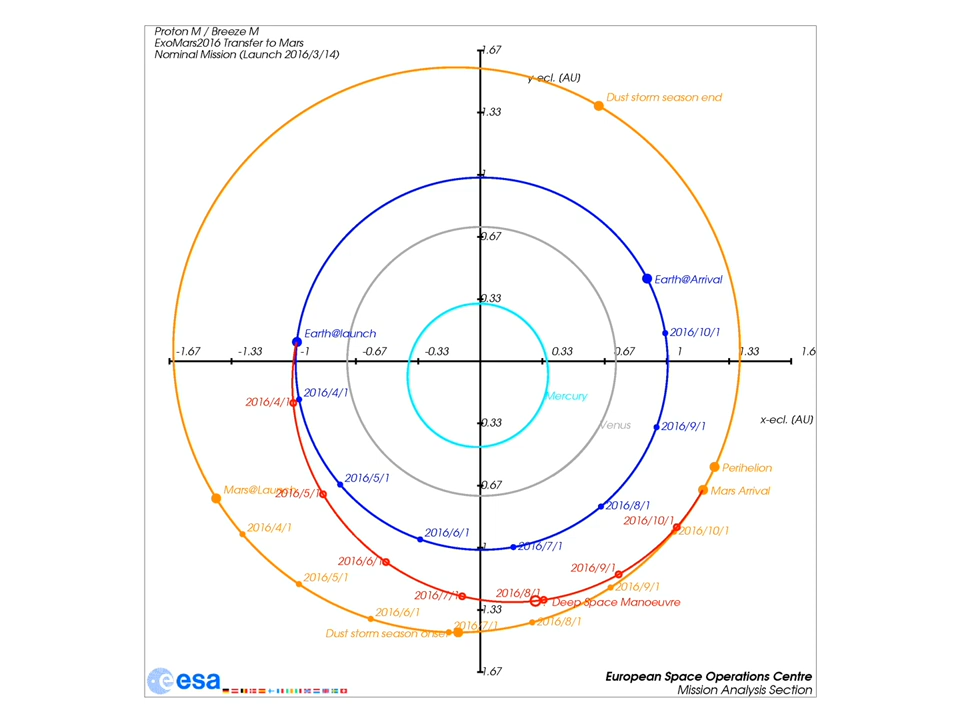 Proton M / Breeze M
ExoMars2016 Transfer to Mars
Nominal Mission (Launch 2016/3/14)
1.67
y-ecl. (AU)
Dust storm season end
1.33
1
0.67
Earth@Arrival
0.33
Earth@launch
2016/10/1
-1.67 -1.33 -1 -0.67 -0.33 0.33 0.67 1 1.33 1.6
2016/4/1
2016/4/1
Mercury
x-ecl. (AU)
0.33
Venus
2016/9/1
Perihelion
2016/5/1
0.67
Mars@Launch
2016/5/1
Mars Arrival
2016/8/1
2016/10/1
2016/4/1
2016/6/1
2016/10/1
1
2016/7/1
2016/6/1
2016/9/1
2016/5/1
2016/9/1
2016/7/1
2016/8/1
Deep Space Manoeuvre
1.33
2016/6/1
2016/7/1
2016/8/1
Dust storm season onset
1.67
esa
European Space Operations Centre
Mission Analysis Section